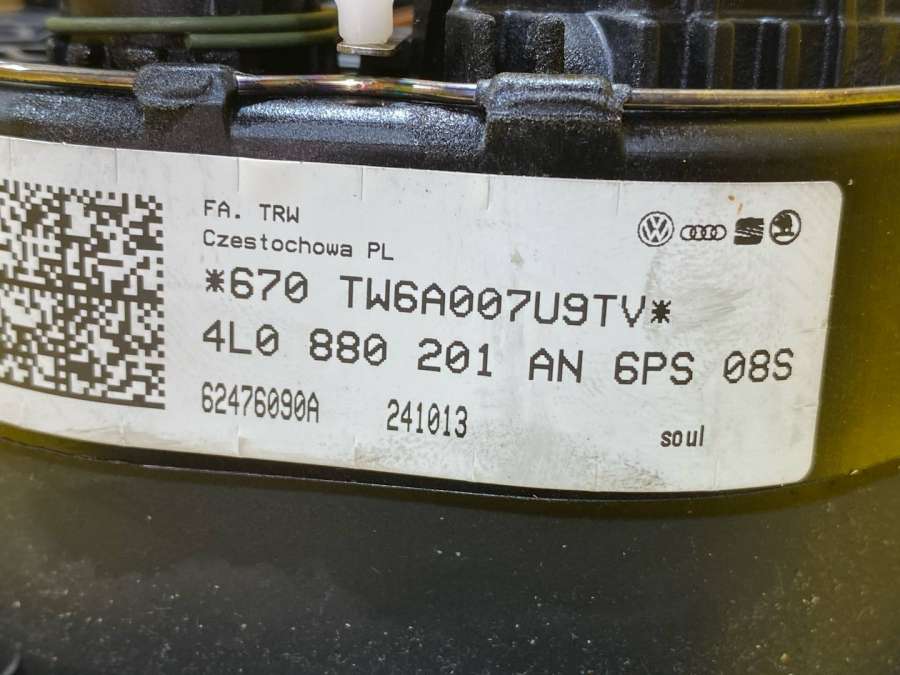 FA. TRW
Czestochowa PL
*670 TW6A007U9TV*
4L0 880 201 AN 6PS 08S
62476090A 241013
soul